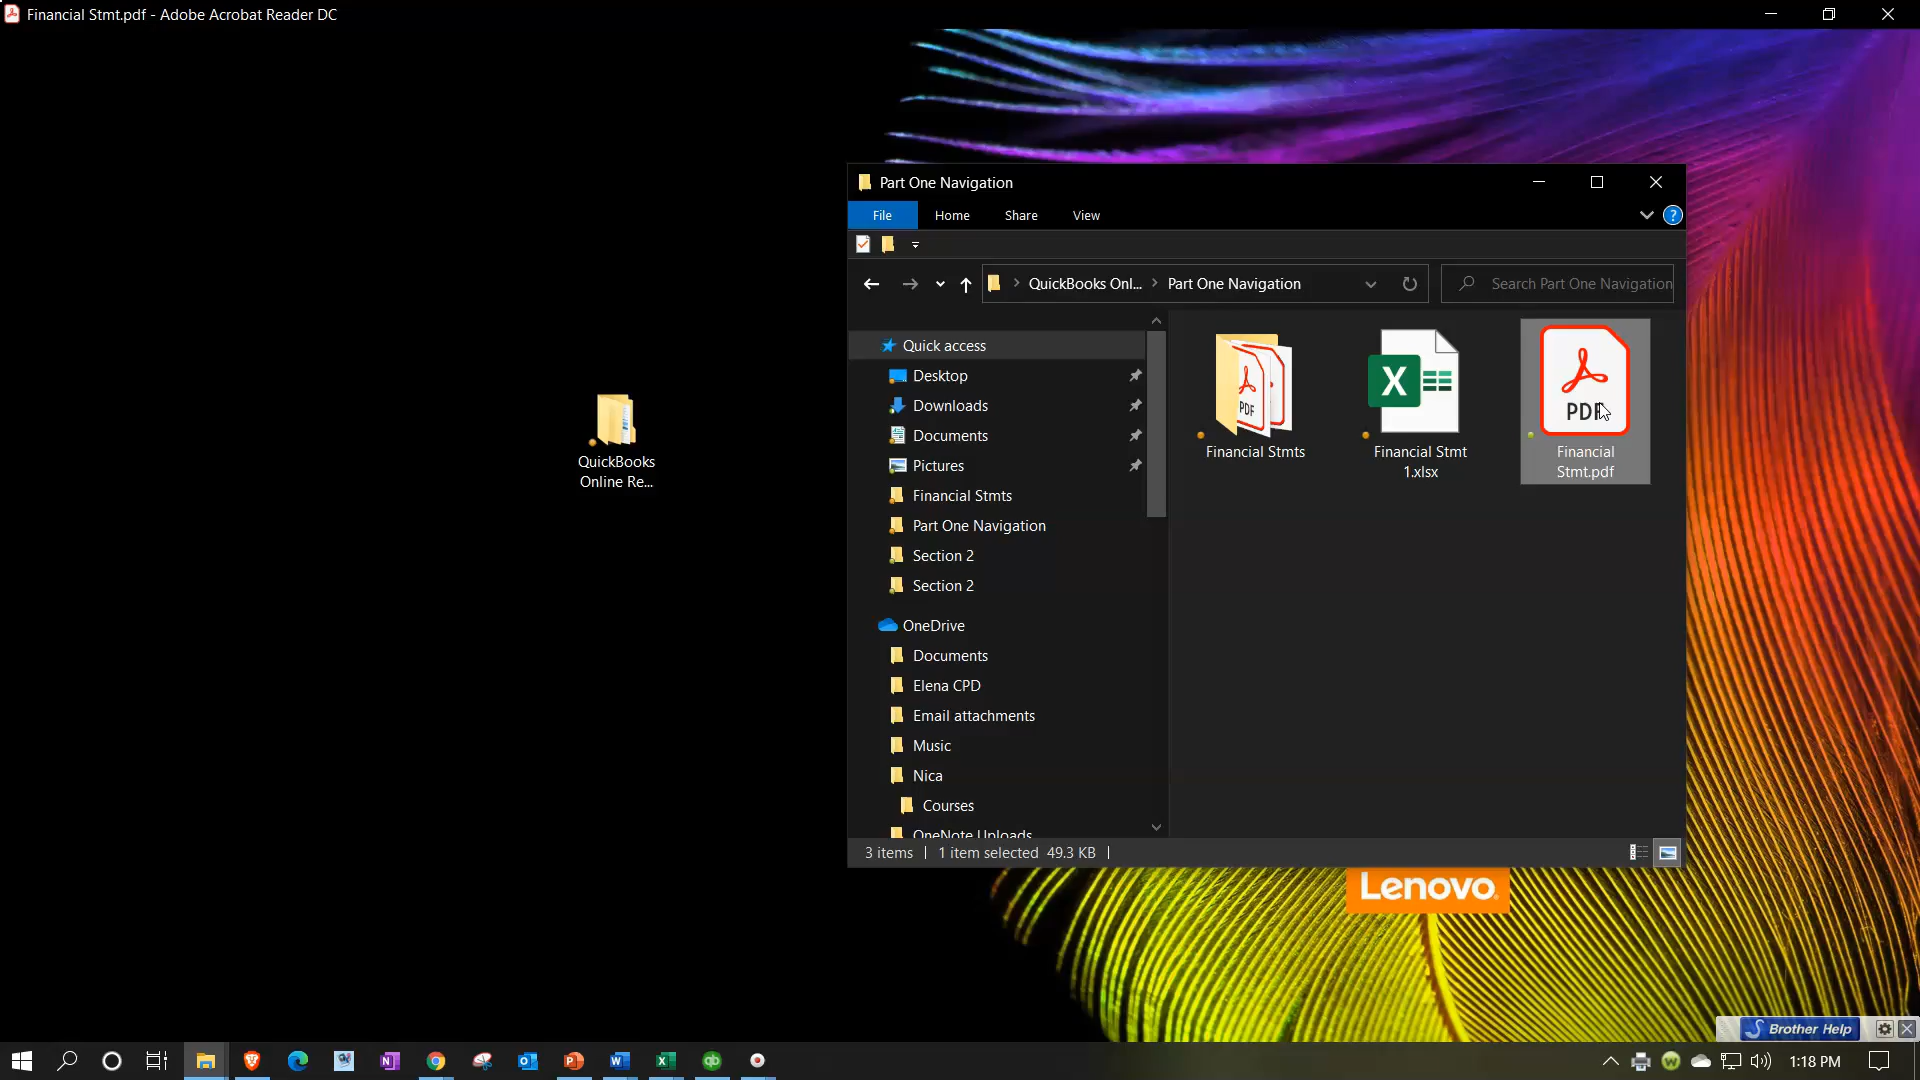 Financial Stmt.pdf - Adobe Acrobat Reader DC
Part One Navigation
File Home Share View
QuickBooks Onl... Part One Navigation
Search Part One Navigation
Quick access
Desktop
Downloads
Documents
Pictures
Financial Stmts
Part One Navigation
Section 2
Section 2
OneDrive
Documents
Elena CPD
Email attachments
Music
Nica
Courses
OneNote Uploads
PDF
Financial Stmts
X
Financial Stmt
1.xlsx
PDF
Financial
Stmt.pdf
3 items 1 item selected 49.3 KB
QuickBooks
Online Re...
Lenovo
Brother Help
1:18 PM